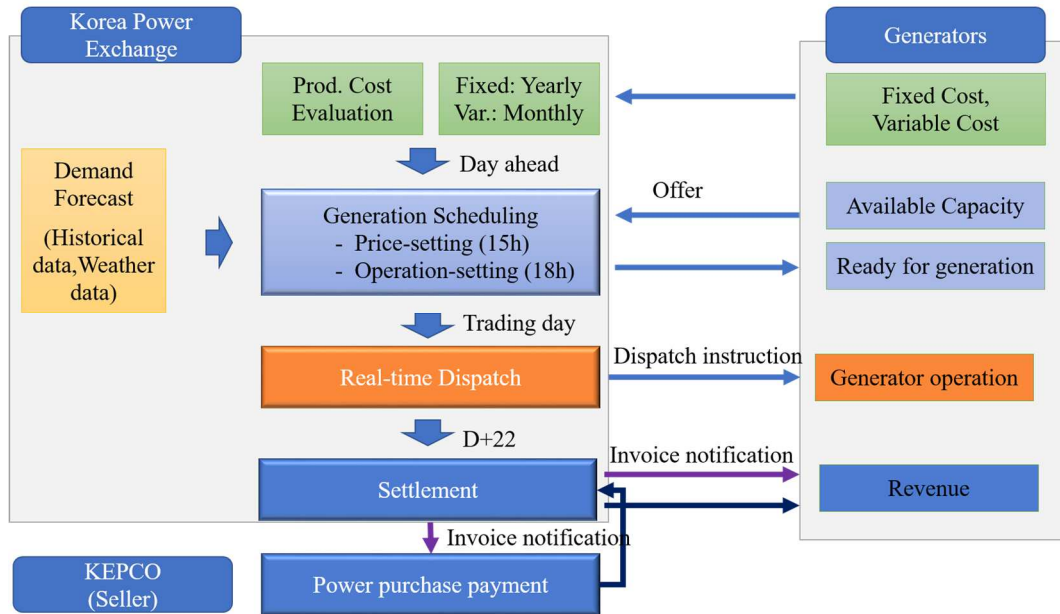 Korea Power
Exchange
Generators
Prod. Cost
Evaluation
Fixed: Yearly
Var.: Monthly
Fixed Cost,
Variable Cost
Day ahead
Demand
Forecast
(Historical
data,Weather
data)
Generation Scheduling
- Price-setting (15h)
- Operation-setting (18h)
Offer
Available Capacity
Ready for generation
Trading day
Real-time Dispatch
Dispatch instruction
Generator operation
D+22
Settlement
Invoice notification
Revenue
Invoice notification
KEPCO
(Seller)
Power purchase payment